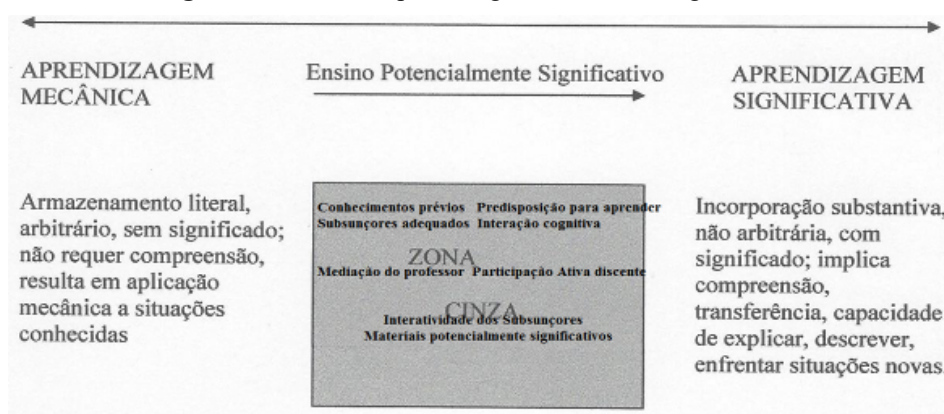 APRENDIZAGEM
MECÂNICA
Ensino Potencialmente Significativo
APRENDIZAGEM
SIGNIFICATIVA
Armazenamento literal,
arbitrário, sem significado;
não requer compreensão,
resulta em aplicação
mecânica a situações
conhecidas
Conhecimentos prévios Predisposição para aprender
Subsunçores adequados Interação cognitiva
ZONA
Mediação do professor Participação Ativa discente
CINZA
Interatividade dos Subsunçores
Materiais potencialmente significativos
Incorporação substantiva,
não arbitrária, com
significado; implica
compreensão,
transferência, capacidade
de explicar, descrever,
enfrentar situações novas.